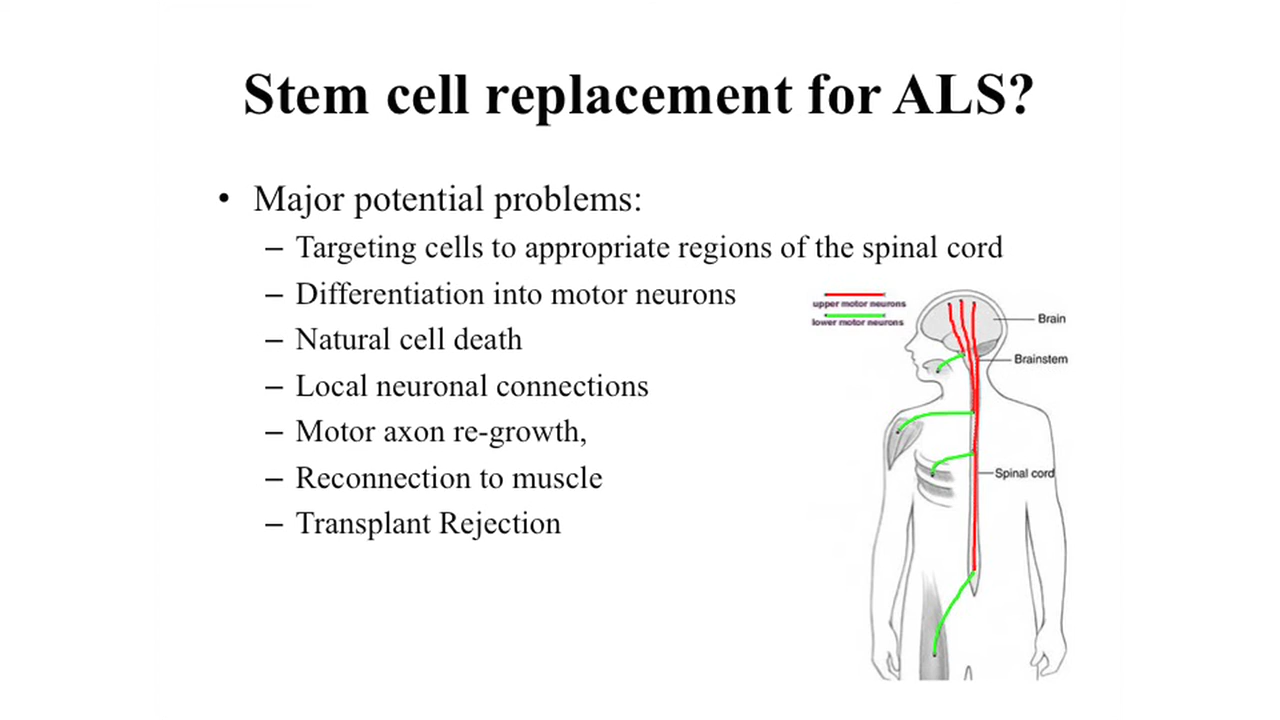 Stem cell replacement for ALS?
• Major potential problems:
– Targeting cells to appropriate regions of the spinal cord
– Differentiation into motor neurons
– Natural cell death
– Local neuronal connections
– Motor axon re-growth,
– Reconnection to muscle
– Transplant Rejection
upper motor neurons
lower motor neurons
Brain
Brainstem
Spinal cord